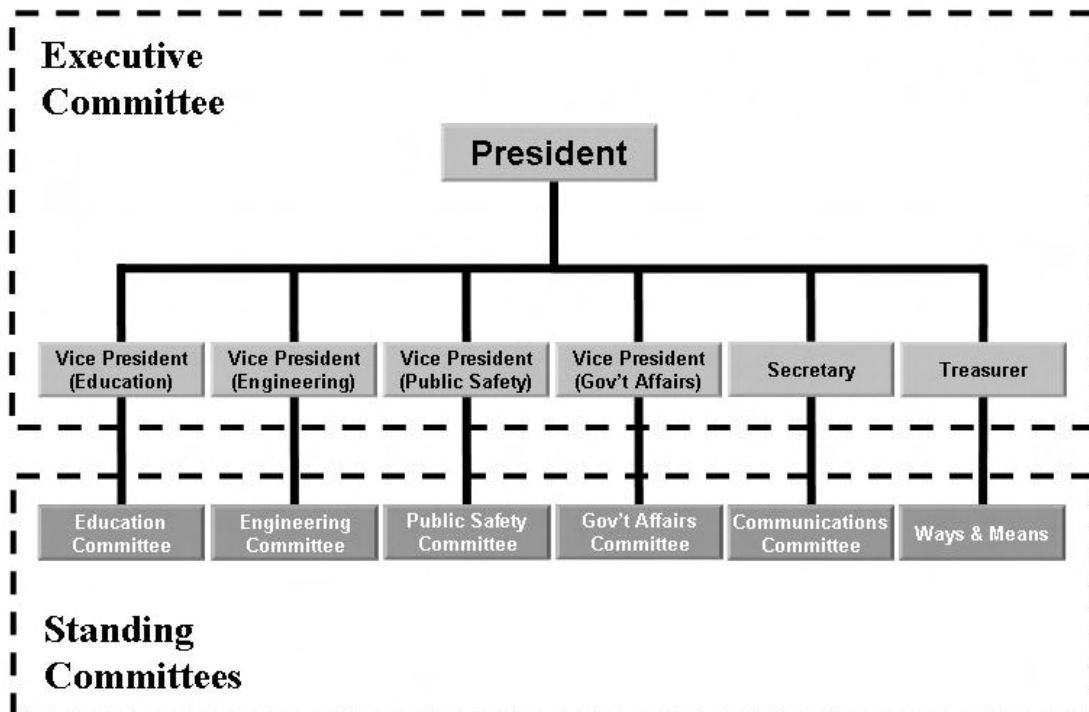 Executive
Committee
President
Vice President
(Education)
Vice President
(Engineering)
Vice President
(Public Safety)
Vice President
(Gov't Affairs)
Secretary
Treasurer
Education
Committee
Engineering
Committee
Public Safety
Committee
Gov't Affairs
Committee
Communications
Committee
Ways & Means
Standing
Committees